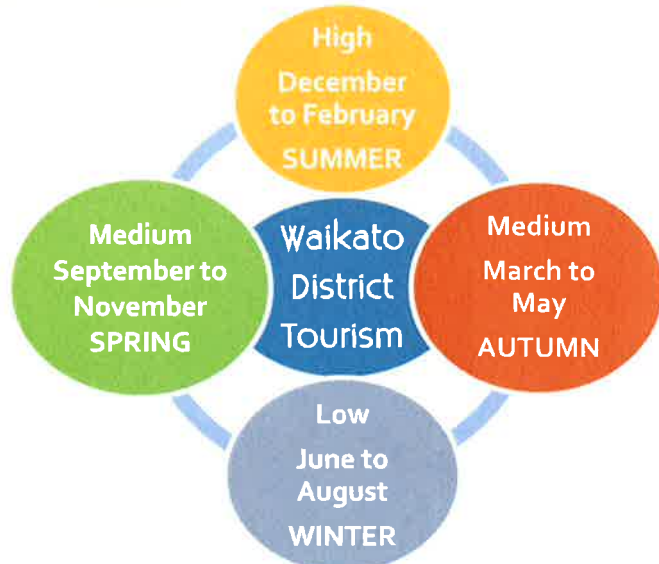 High
December
to February
SUMMER
Medium
September to
November
SPRING
Waikato
District
Tourism
Medium
March to
May
AUTUMN
Low
June to
August
WINTER